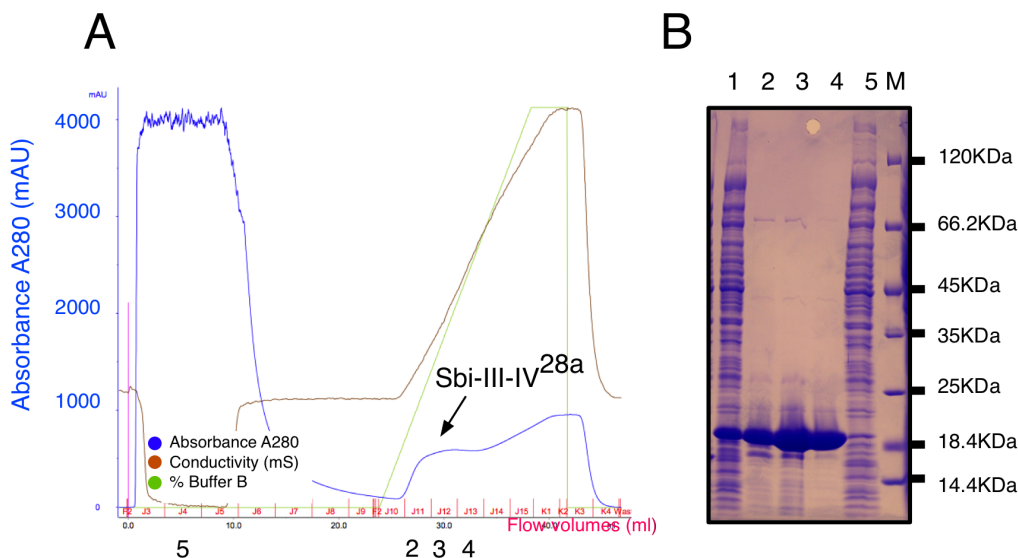 A
B
1 2 3 4 5 M
mAU
4000
3000
2000
1000
0
Absorbance A280 (mAU)
Sbi-III-IV28a
Absorbance A280
Conductivity (mS)
% Buffer B
F2 J3 J4 J5 J6 J7 J8 J9 F2 J10 J11 J12 J13 J14 J15 K1 K2 K3 K4 Was
0.0 10.0 20.0 30.0 40.0
Flow volumes (ml)
5 2 3 4
120KDa
66.2KDa
45KDa
35KDa
25KDa
18.4KDa
14.4KDa